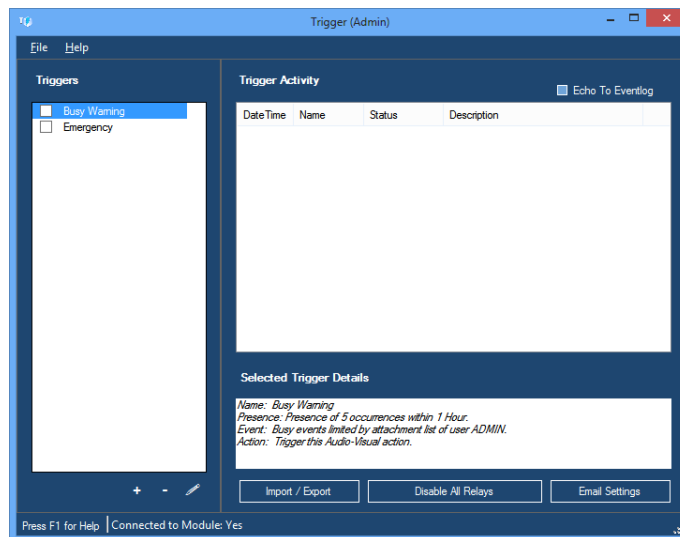 Trigger (Admin)
File Help
Triggers
Trigger Activity
Echo To Eventlog
Busy Warning
Emergency
DateTime Name Status Description
Selected Trigger Details
Name: Busy Warning
Presence: Presence of 5 occurrences within 1 Hour.
Event: Busy events limited by attachment list of user ADMIN.
Action: Trigger this Audio-Visual action.
+ -
Import / Export
Disable All Relays
Email Settings
Press F1 for Help Connected to Module: Yes